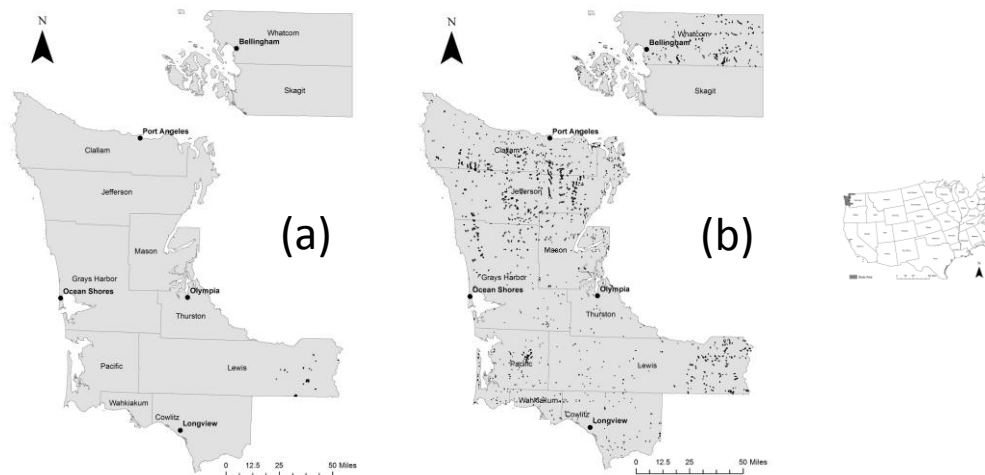 N
Whatcom
Bellingham
Skagit
Port Angeles
Clallam
Jefferson
(a)
Mason
Grays Harbor
Ocean Shores
Olympia
Thurston
Pacific
Lewis
Wahkiakum
Cowlitz
Longview
0 12.5 25 50 Miles
N
Whatcom
Bellingham
Skagit
Port Angeles
Clallam
Jefferson
(b)
Mason
Grays Harbor
Ocean Shores
Olympia
Thurston
Pacific
Lewis
Wahkiakum
Cowlitz
Longview
0 12.5 25 50 Miles
N